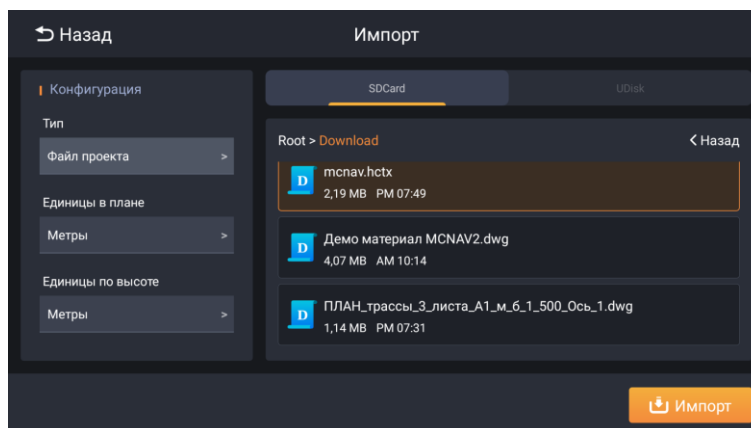 Назад
Импорт
Конфигурация
Тип
Файл проекта >
Единицы в плане
Метры >
Единицы по высоте
Метры >
SDCard
UDisk
Root > Download
Назад
mcnav.hctx
2,19 MB PM 07:49
Демо материал MCNAV2.dwg
4,07 MB AM 10:14
ПЛАН_трассы_3_листа_А1_м_б_1_500_Ось_1.dwg
1,14 MB PM 07:31
Импорт